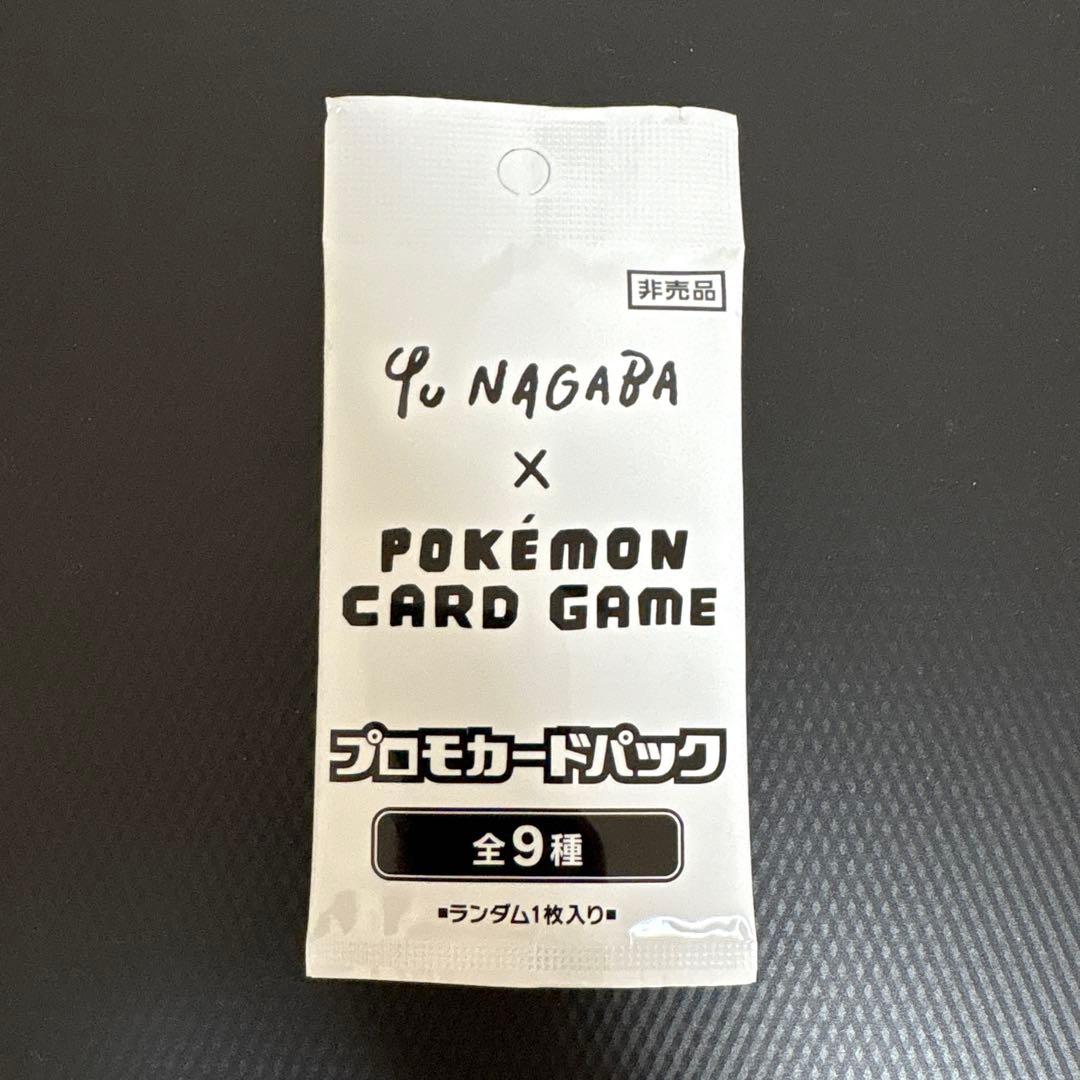 非売品
Yu NAGABA
×
POKÉMON
CARD GAME
プロモカードパック
全9種
■ランダム1枚入り■